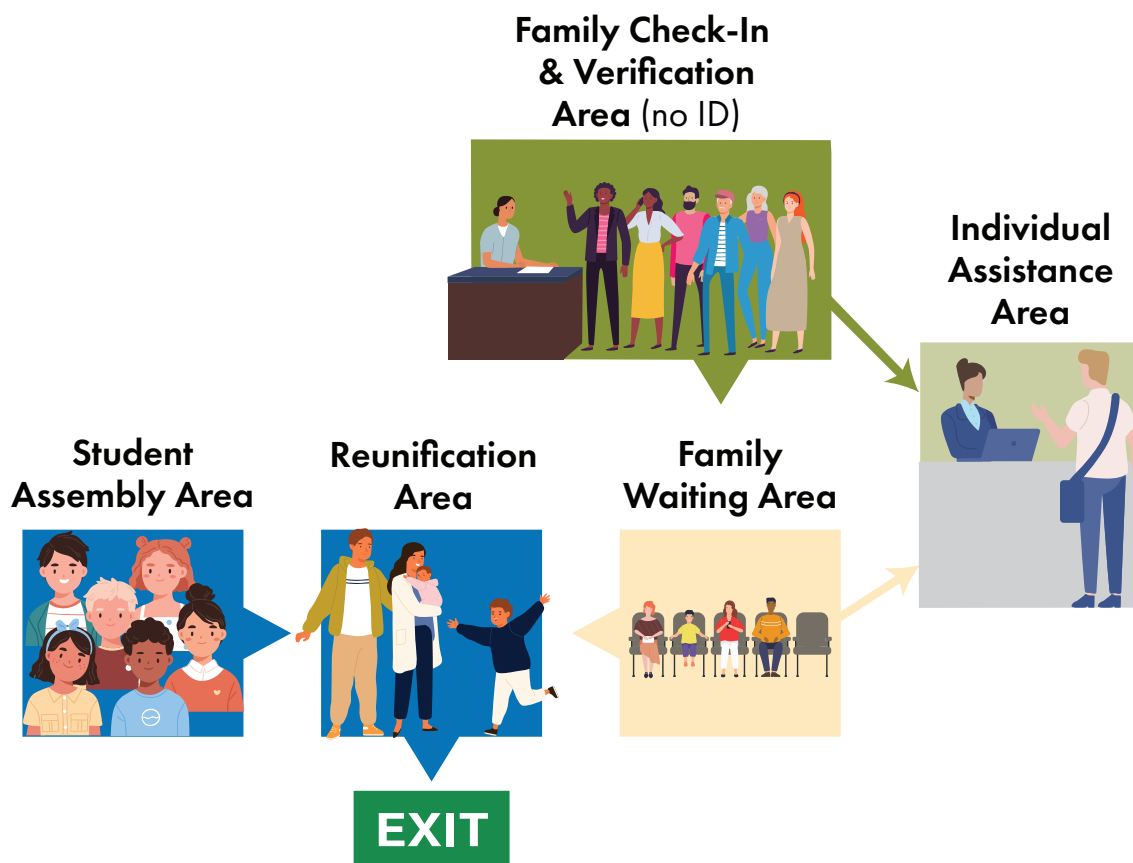 Family Check-In
& Verification
Area (no ID)
Individual
Assistance
Area
Student
Assembly Area
Reunification
Area
Family
Waiting Area
EXIT